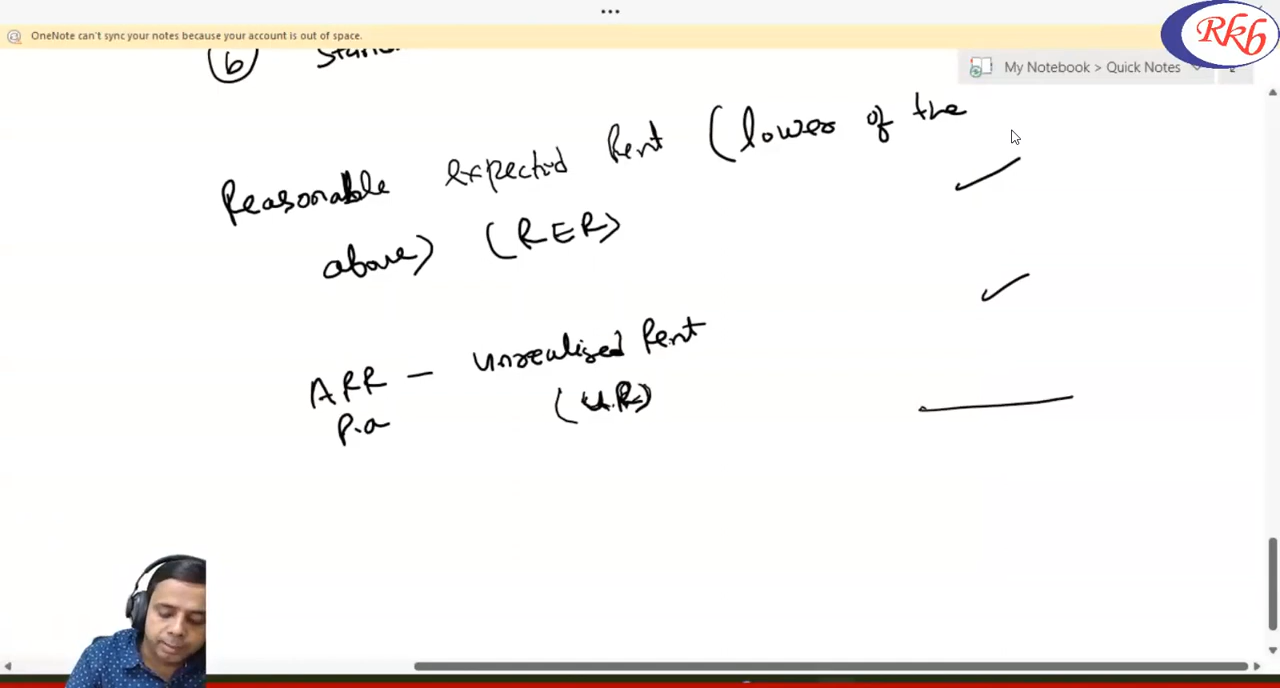 OneNote can't sync your notes because your account is out of space.
RKb
My Notebook > Quick Notes
6
Reasonable expected Rent (lower of the
above) (RER)
ARR - unrealised Rent
p.a (U.R)